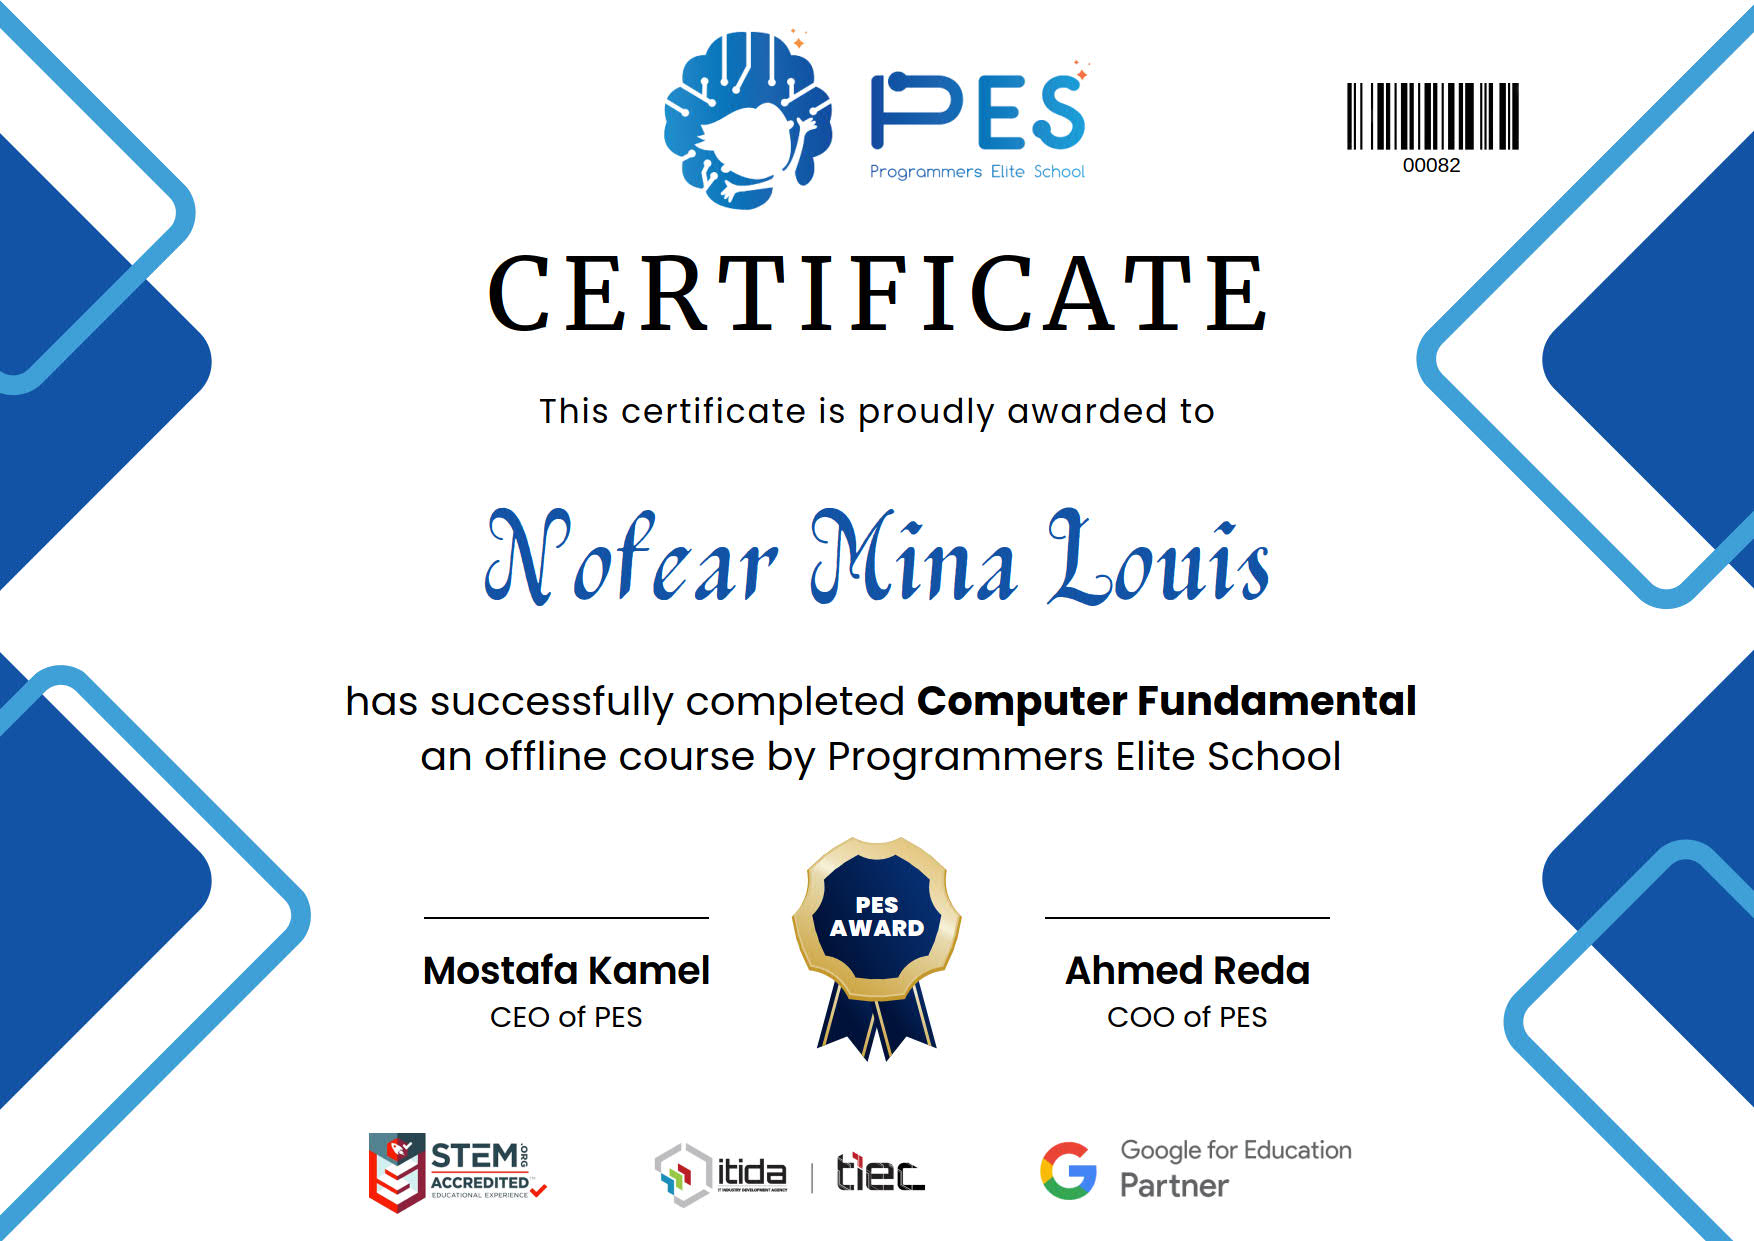 PES
Programmers Elite School
00082
CERTIFICATE
This certificate is proudly awarded to
Nofear Mina Louis
has successfully completed Computer Fundamental
an offline course by Programmers Elite School
PES
AWARD
Mostafa Kamel
CEO of PES
Ahmed Reda
COO of PES
STEM.ORG
ACCREDITED
EDUCATIONAL EXPERIENCE
itida
IT INDUSTRY DEVELOPMENT AGENCY
tiec
Google for Education
Partner